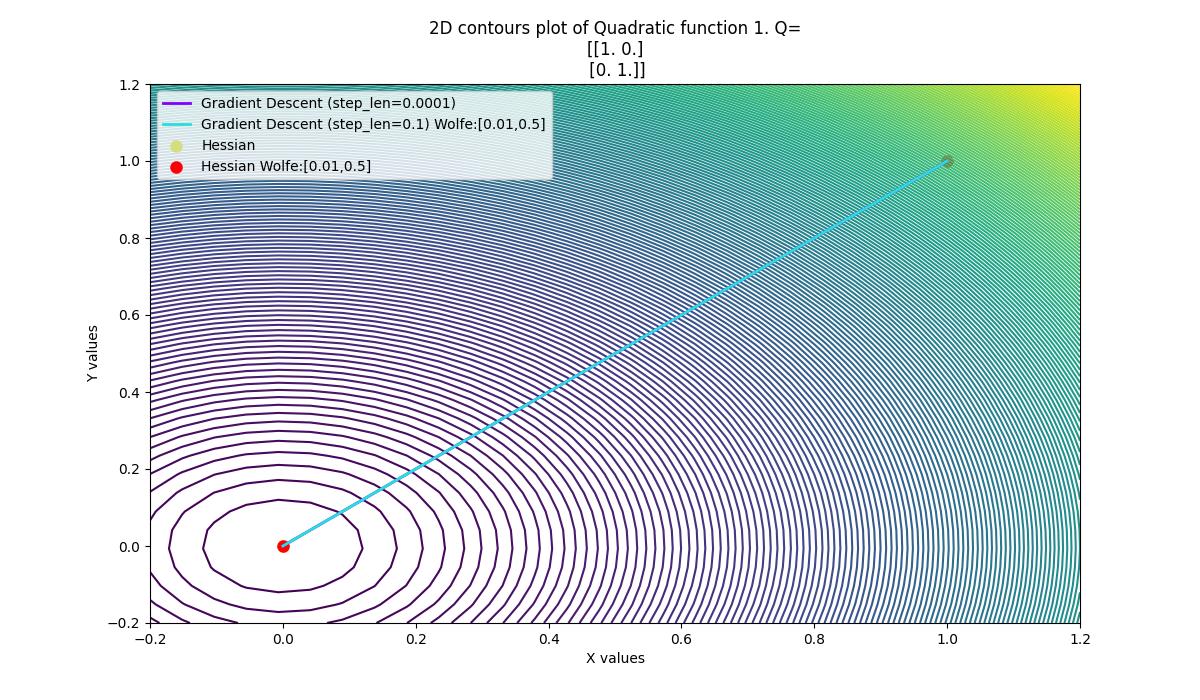 2D contours plot of Quadratic function 1. Q=
[[1. 0.]
[0. 1.]]
Gradient Descent (step_len=0.0001)
Gradient Descent (step_len=0.1) Wolfe:[0.01,0.5]
Hessian
Hessian Wolfe:[0.01,0.5]
1.2
1.0
0.8
0.6
0.4
0.2
0.0
−0.2
Y values
−0.2 0.0 0.2 0.4 0.6 0.8 1.0 1.2
X values